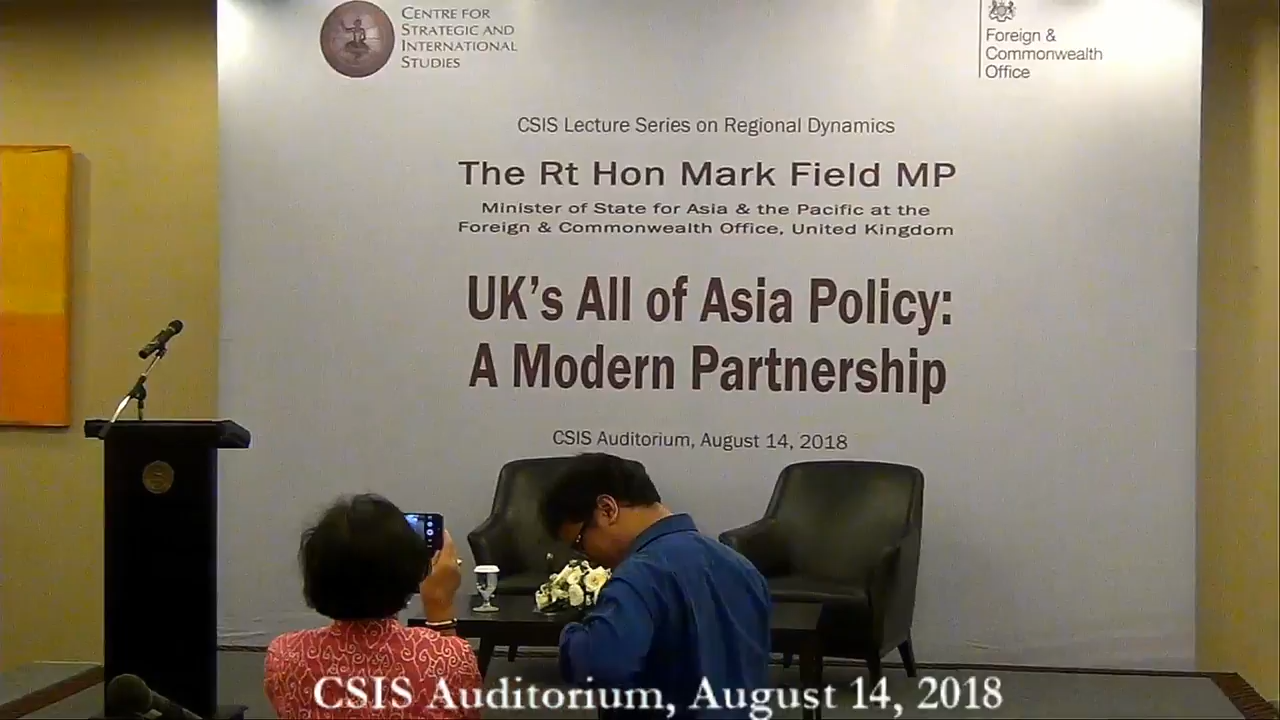 CENTRE FOR
STRATEGIC AND
INTERNATIONAL
STUDIES
Foreign &
Commonwealth
Office
CSIS Lecture Series on Regional Dynamics
The Rt Hon Mark Field MP
Minister of State for Asia & the Pacific at the
Foreign & Commonwealth Office, United Kingdom
UK's All of Asia Policy:
A Modern Partnership
CSIS Auditorium, August 14, 2018
CSIS Auditorium, August 14, 2018